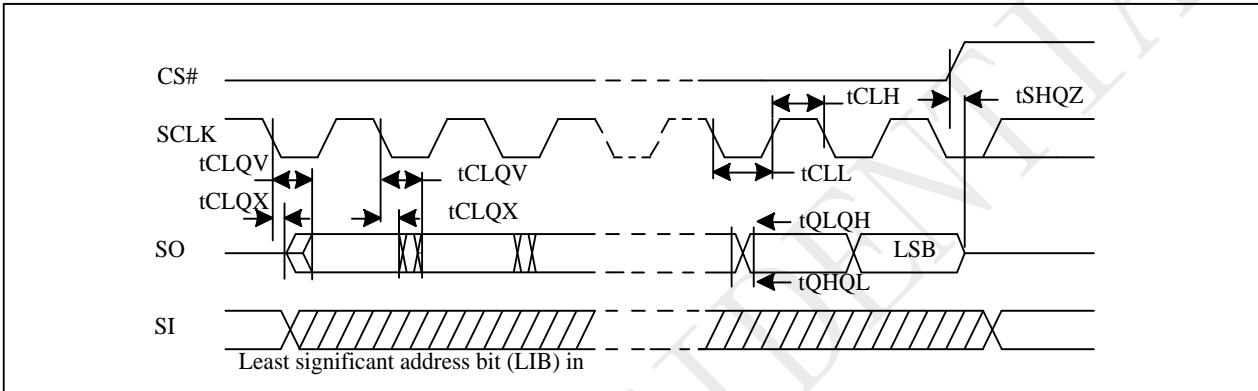 CS#
tCLH
tSHQZ
SCLK
tCLQV
tCLQV
tCLL
tCLQX
tCLQX
tQLQH
SO
LSB
tQHQL
SI
Least significant address bit (LIB) in
IDENTIA